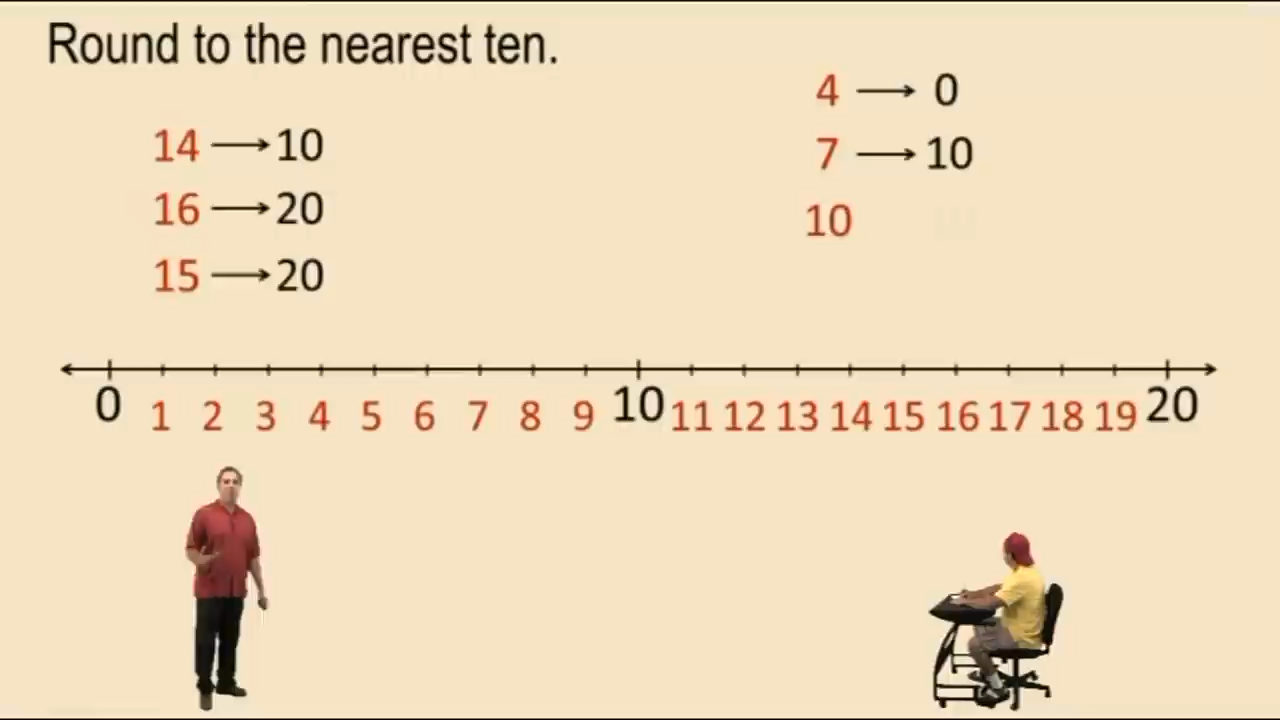 Round to the nearest ten.
14 → 10
16 → 20
15 → 20
4 → 0
7 → 10
10
0 1 2 3 4 5 6 7 8 9 10 11 12 13 14 15 16 17 18 19 20